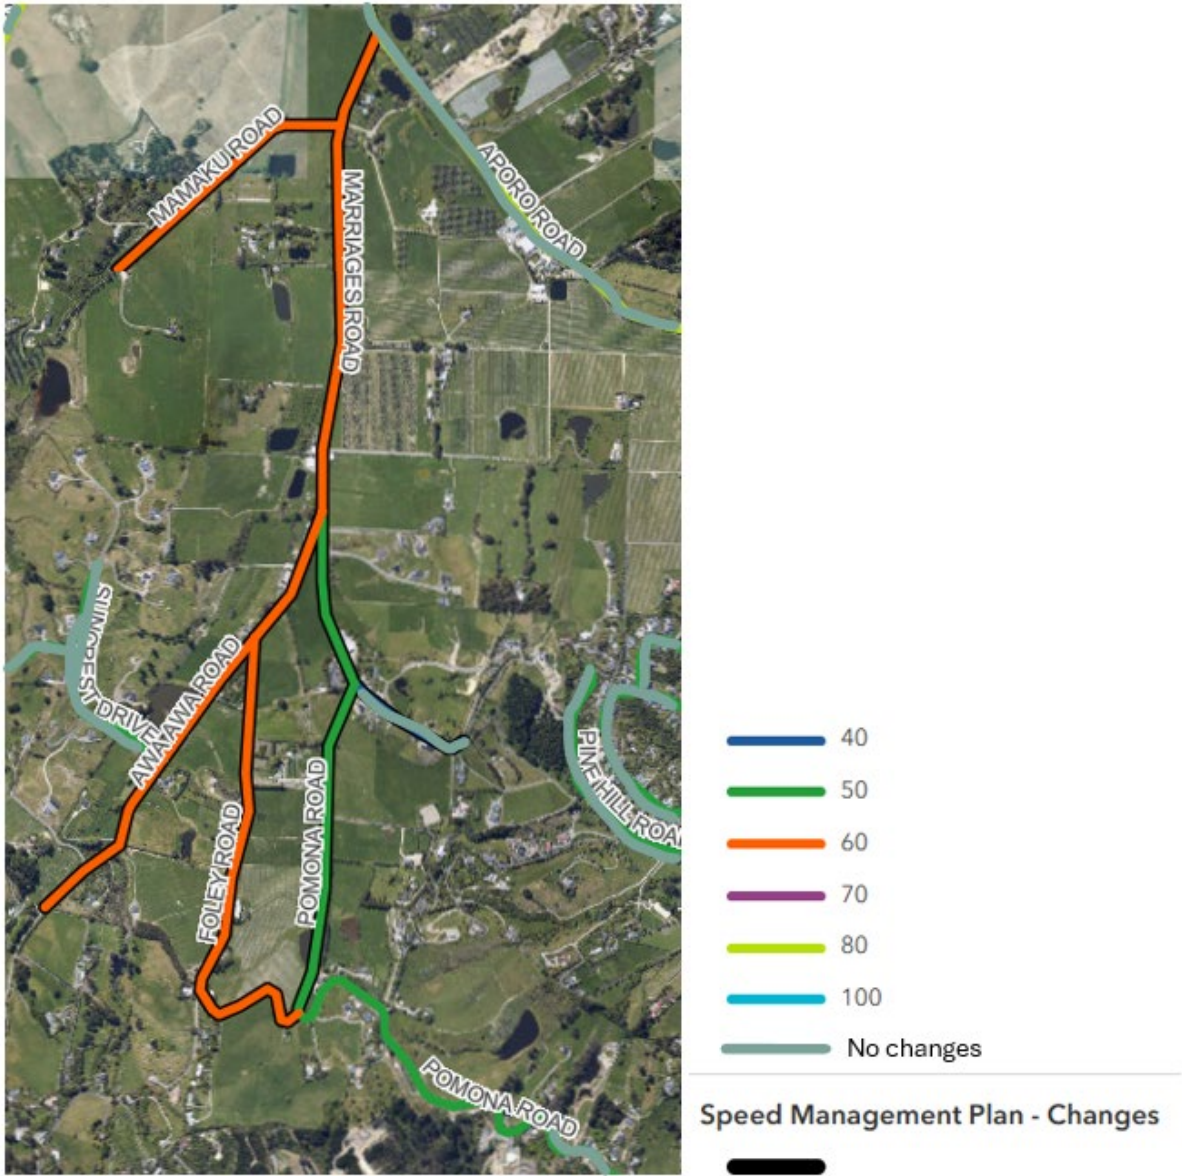 MAMAKU ROAD
APORO ROAD
MARRIAGES ROAD
SUNCREST DRIVE
AWA AWA ROAD
PINE HILL ROAD
FOLEY ROAD
POMONA ROAD
POMONA ROAD
40
50
60
70
80
100
No changes
Speed Management Plan - Changes